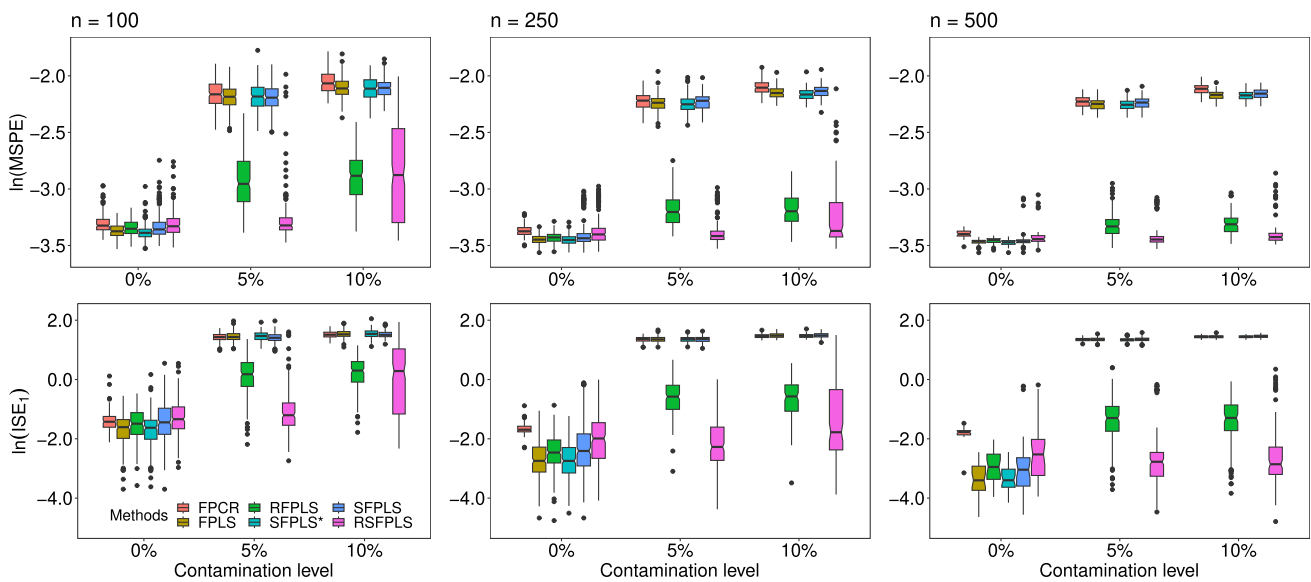 n = 100
n = 250
n = 500
ln(MSPE)
−2.0
−2.5
−3.0
−3.5
0%
5%
10%
−2.0
−2.5
−3.0
−3.5
0%
5%
10%
−2.0
−2.5
−3.0
−3.5
0%
5%
10%
ln(ISE₁)
2.0
0.0
−2.0
−4.0
Methods
FPCR
RFPLS
SFPLS
FPLS
SFPLS*
RSFPLS
0%
5%
10%
Contamination level
2.0
0.0
−2.0
−4.0
0%
5%
10%
Contamination level
2.0
0.0
−2.0
−4.0
0%
5%
10%
Contamination level